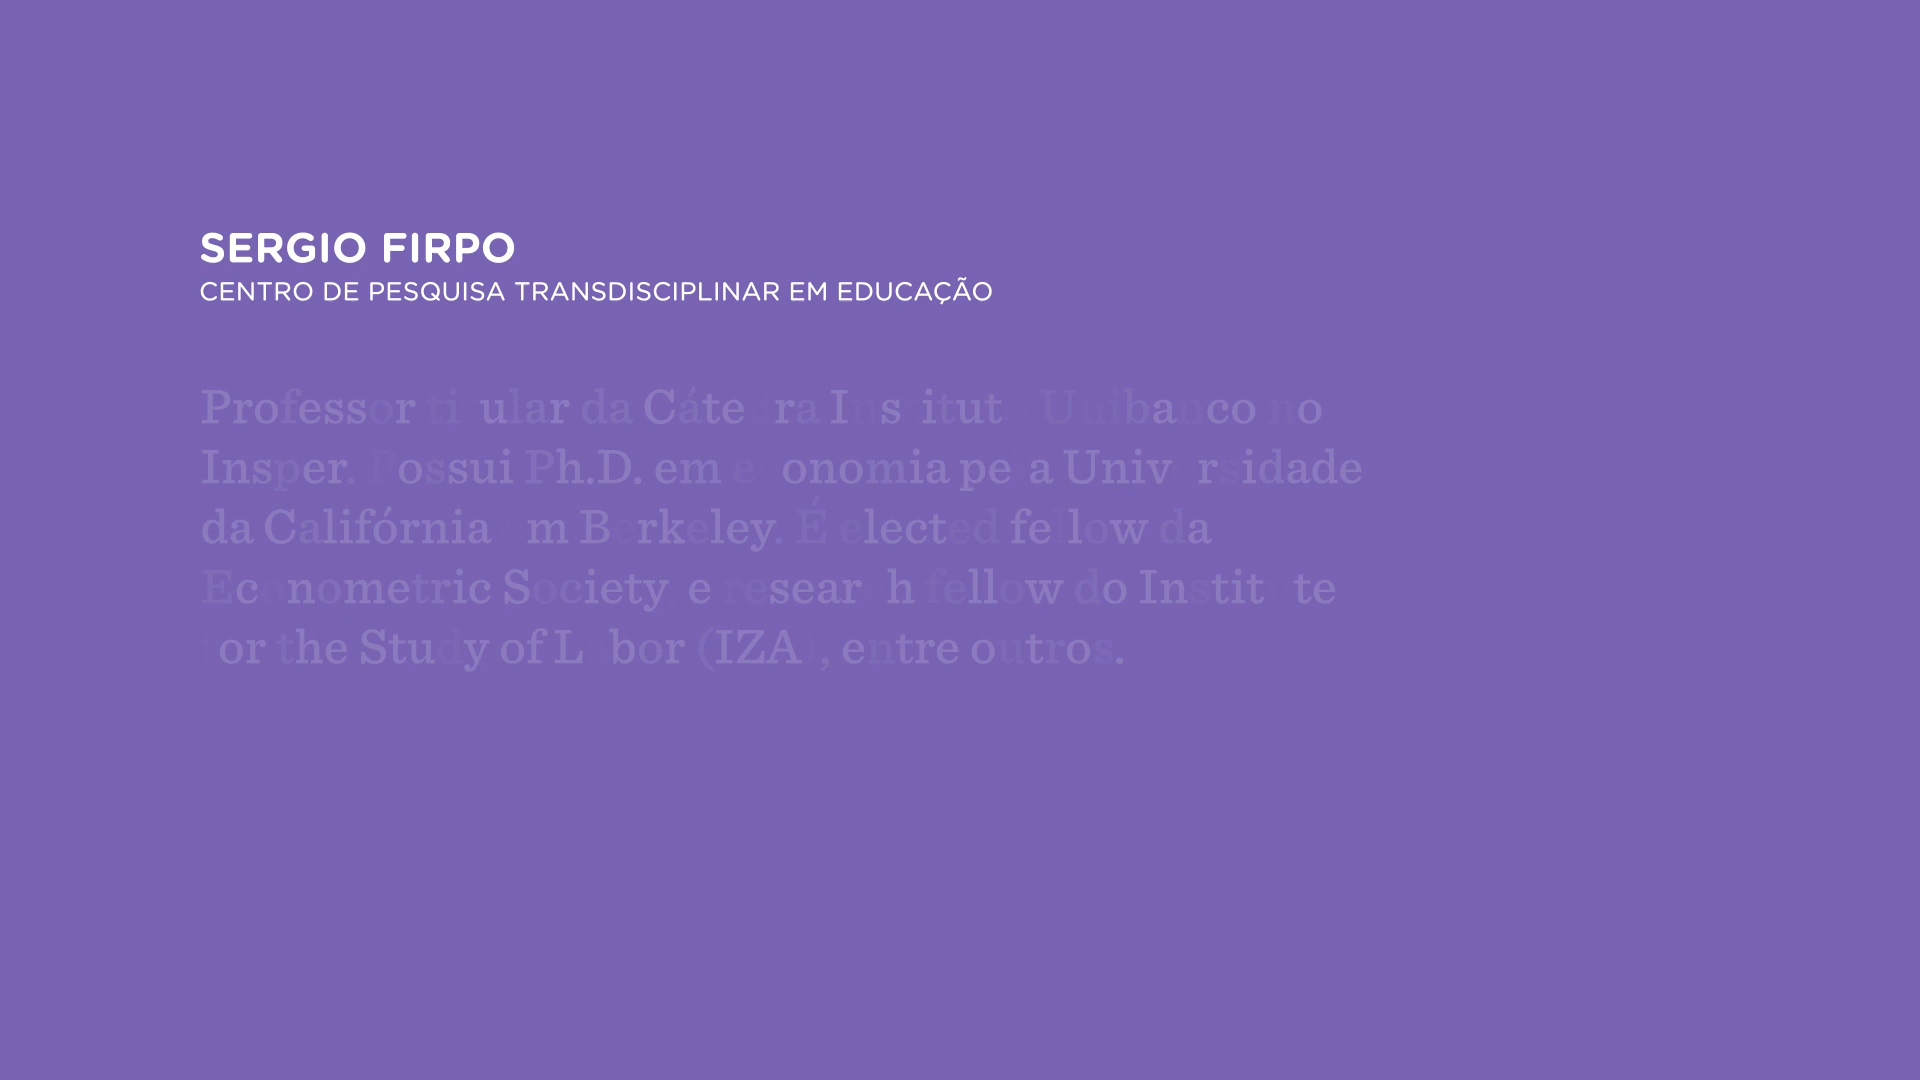 SERGIO FIRPO
CENTRO DE PESQUISA TRANSDISCIPLINAR EM EDUCAÇÃO
Professor titular da Cátedra Instituto Unibanco no
Insper. Possui Ph.D. em economia pela Universidade
da Califórnia em Berkeley. É elected fellow da
Econometric Society, e research fellow do Institute
for the Study of Labor (IZA), entre outros.